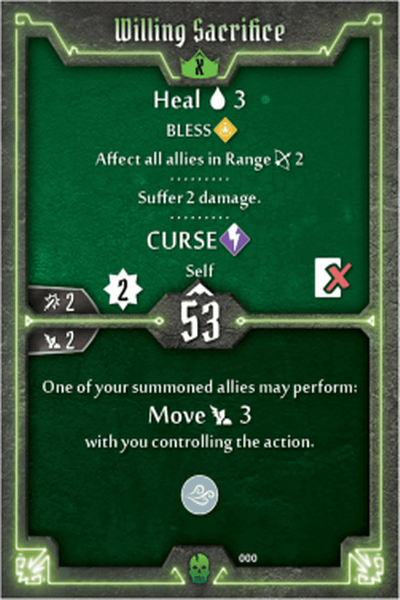 Willing Sacrifice
X
Heal 3
BLESS
Affect all allies in Range 2
Suffer 2 damage.
CURSE
Self
2
2
53
2
One of your summoned allies may perform:
Move 3
with you controlling the action.
000